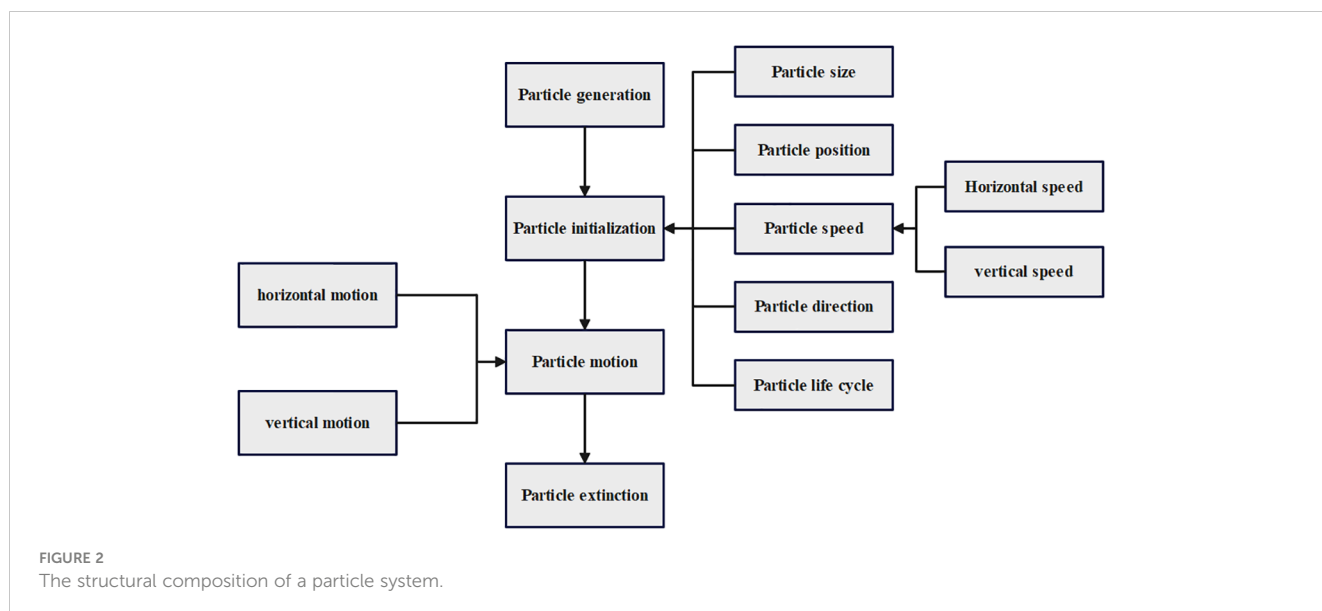 Particle size
Particle generation
Particle position
Horizontal speed
Particle initialization
Particle speed
vertical speed
horizontal motion
Particle direction
Particle motion
Particle life cycle
vertical motion
Particle extinction
FIGURE 2
The structural composition of a particle system.